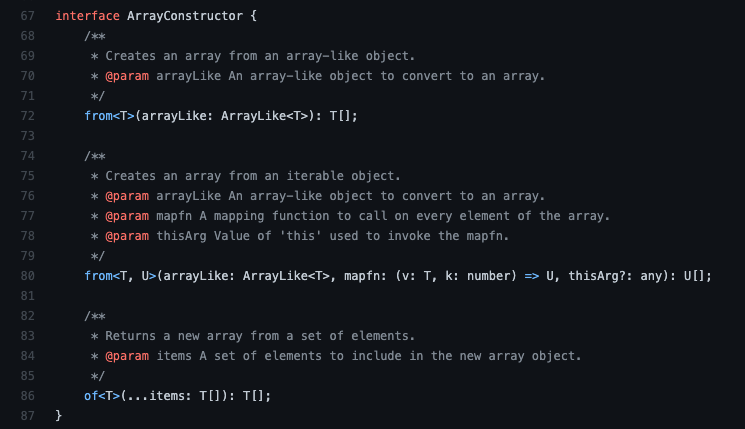 67 interface ArrayConstructor {
68 /**
69 * Creates an array from an array-like object.
70 * @param arrayLike An array-like object to convert to an array.
71 */
72 from<T>(arrayLike: ArrayLike<T>): T[];
73
74 /**
75 * Creates an array from an iterable object.
76 * @param arrayLike An array-like object to convert to an array.
77 * @param mapfn A mapping function to call on every element of the array.
78 * @param thisArg Value of 'this' used to invoke the mapfn.
79 */
80 from<T, U>(arrayLike: ArrayLike<T>, mapfn: (v: T, k: number) => U, thisArg?: any): U[];
81
82 /**
83 * Returns a new array from a set of elements.
84 * @param items A set of elements to include in the new array object.
85 */
86 of<T>(...items: T[]): T[];
87 }